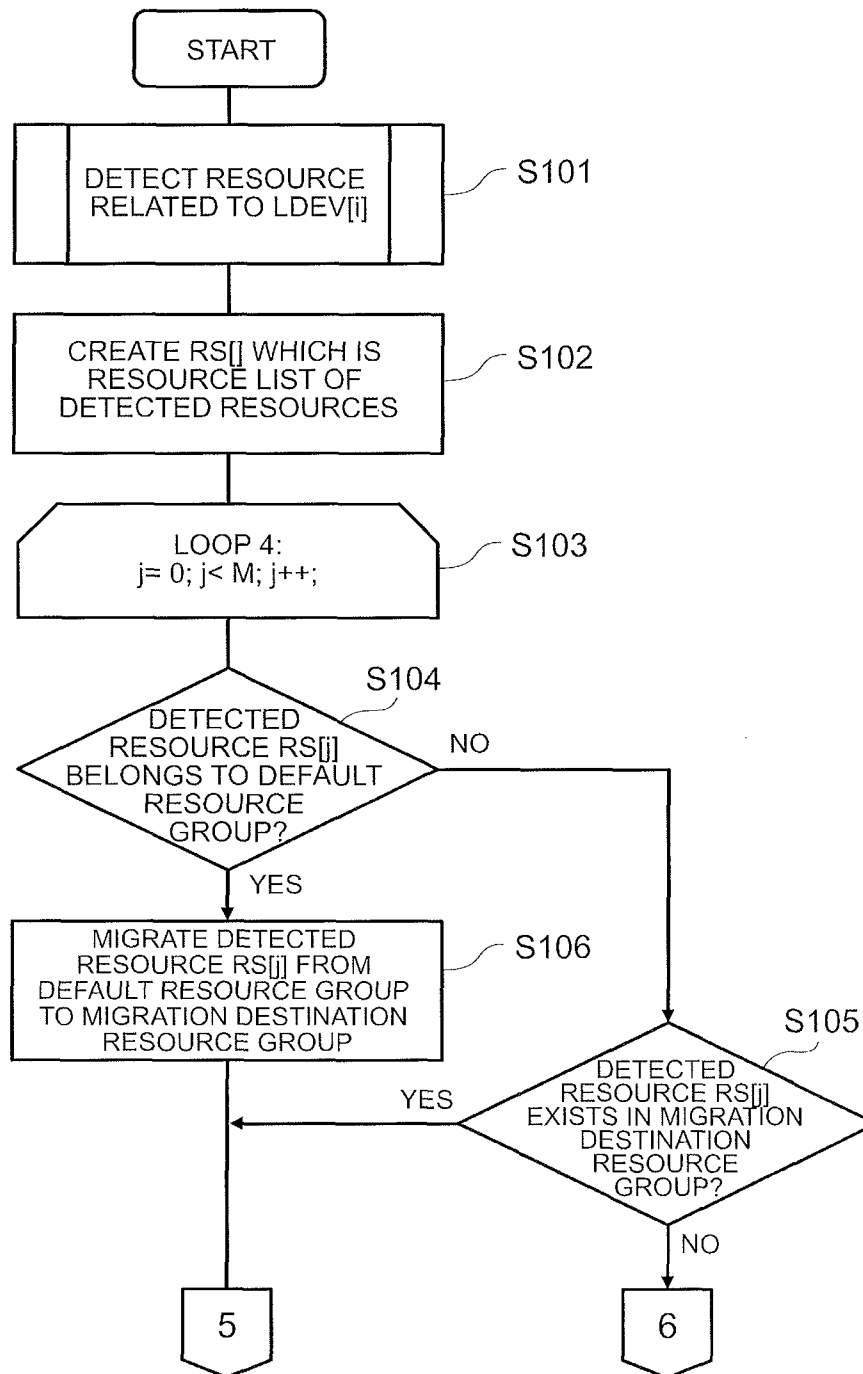 START
DETECT RESOURCE
RELATED TO LDEV[i]
S101
CREATE RS[j] WHICH IS
RESOURCE LIST OF
DETECTED RESOURCES
S102
LOOP 4:
j= 0; j< M; j++;
S103
S104
DETECTED
RESOURCE RS[j]
BELONGS TO DEFAULT
RESOURCE
GROUP?
NO
YES
MIGRATE DETECTED
RESOURCE RS[j] FROM
DEFAULT RESOURCE GROUP
TO MIGRATION DESTINATION
RESOURCE GROUP
S106
S105
DETECTED
RESOURCE RS[j]
EXISTS IN MIGRATION
DESTINATION
RESOURCE
GROUP?
YES
NO
5
6